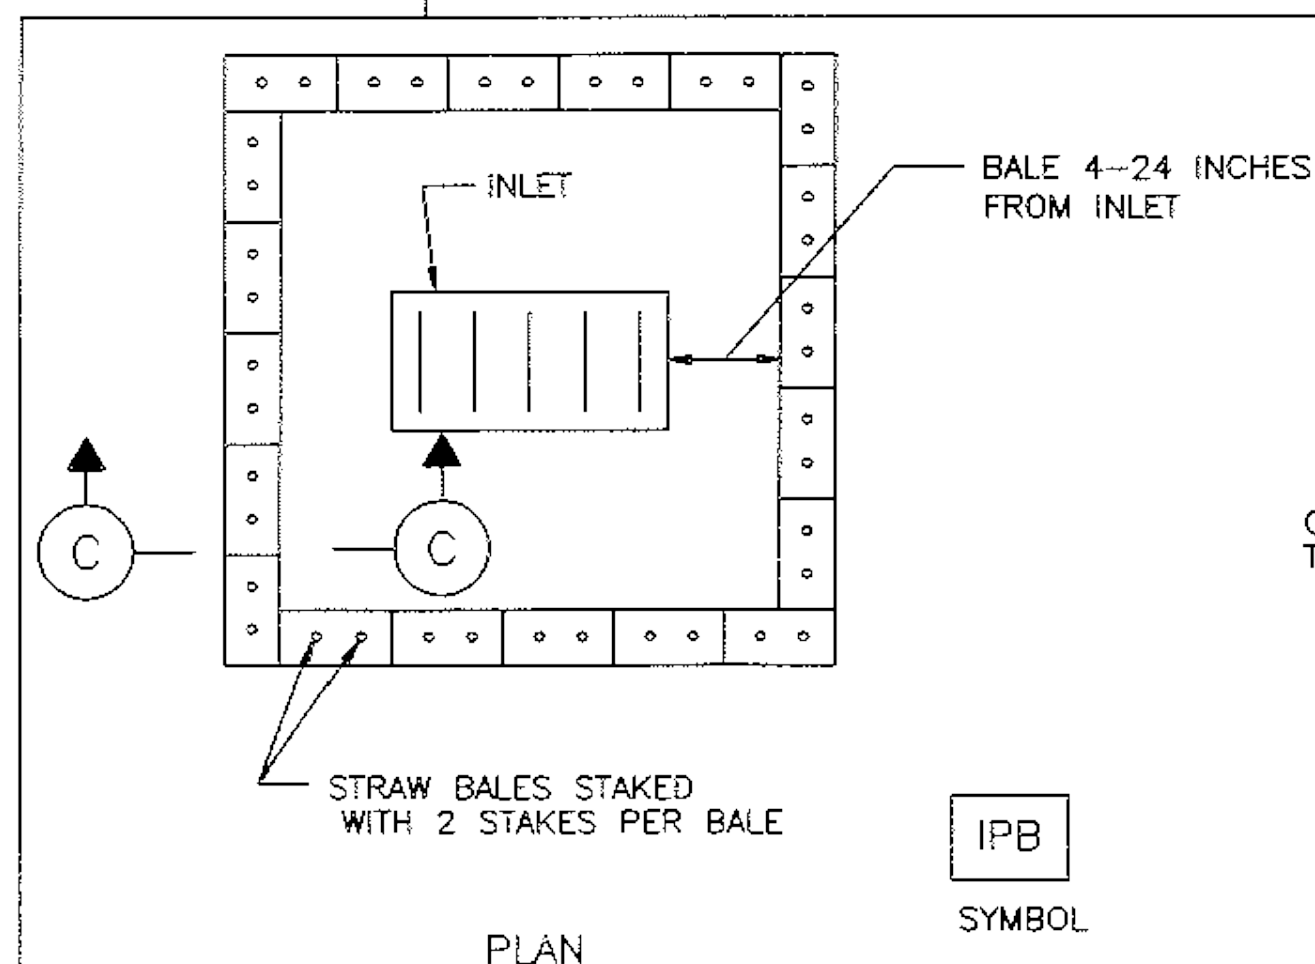 INLET
BALE 4-24 INCHES
FROM INLET
C
C
STRAW BALES STAKED
WITH 2 STAKES PER BALE
IPB
SYMBOL
PLAN